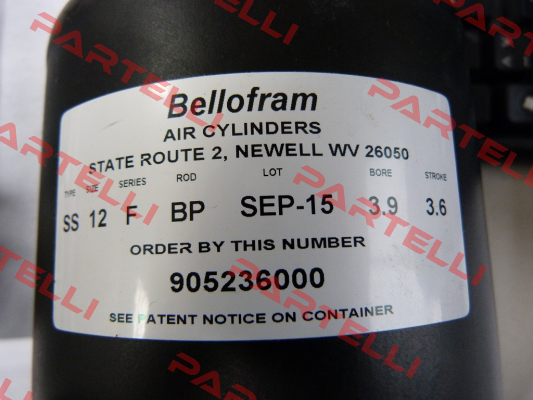 Bellofram
AIR CYLINDERS
STATE ROUTE 2, NEWELL WV 26050
TYPE SIZE SERIES ROD LOT BORE STROKE
SS 12 F BP SEP-15 3.9 3.6
ORDER BY THIS NUMBER
905236000
SEE PATENT NOTICE ON CONTAINER
PARTELLI
PARTELLI
PARTELLI
PARTELLI
PARTELLI
PARTELLI